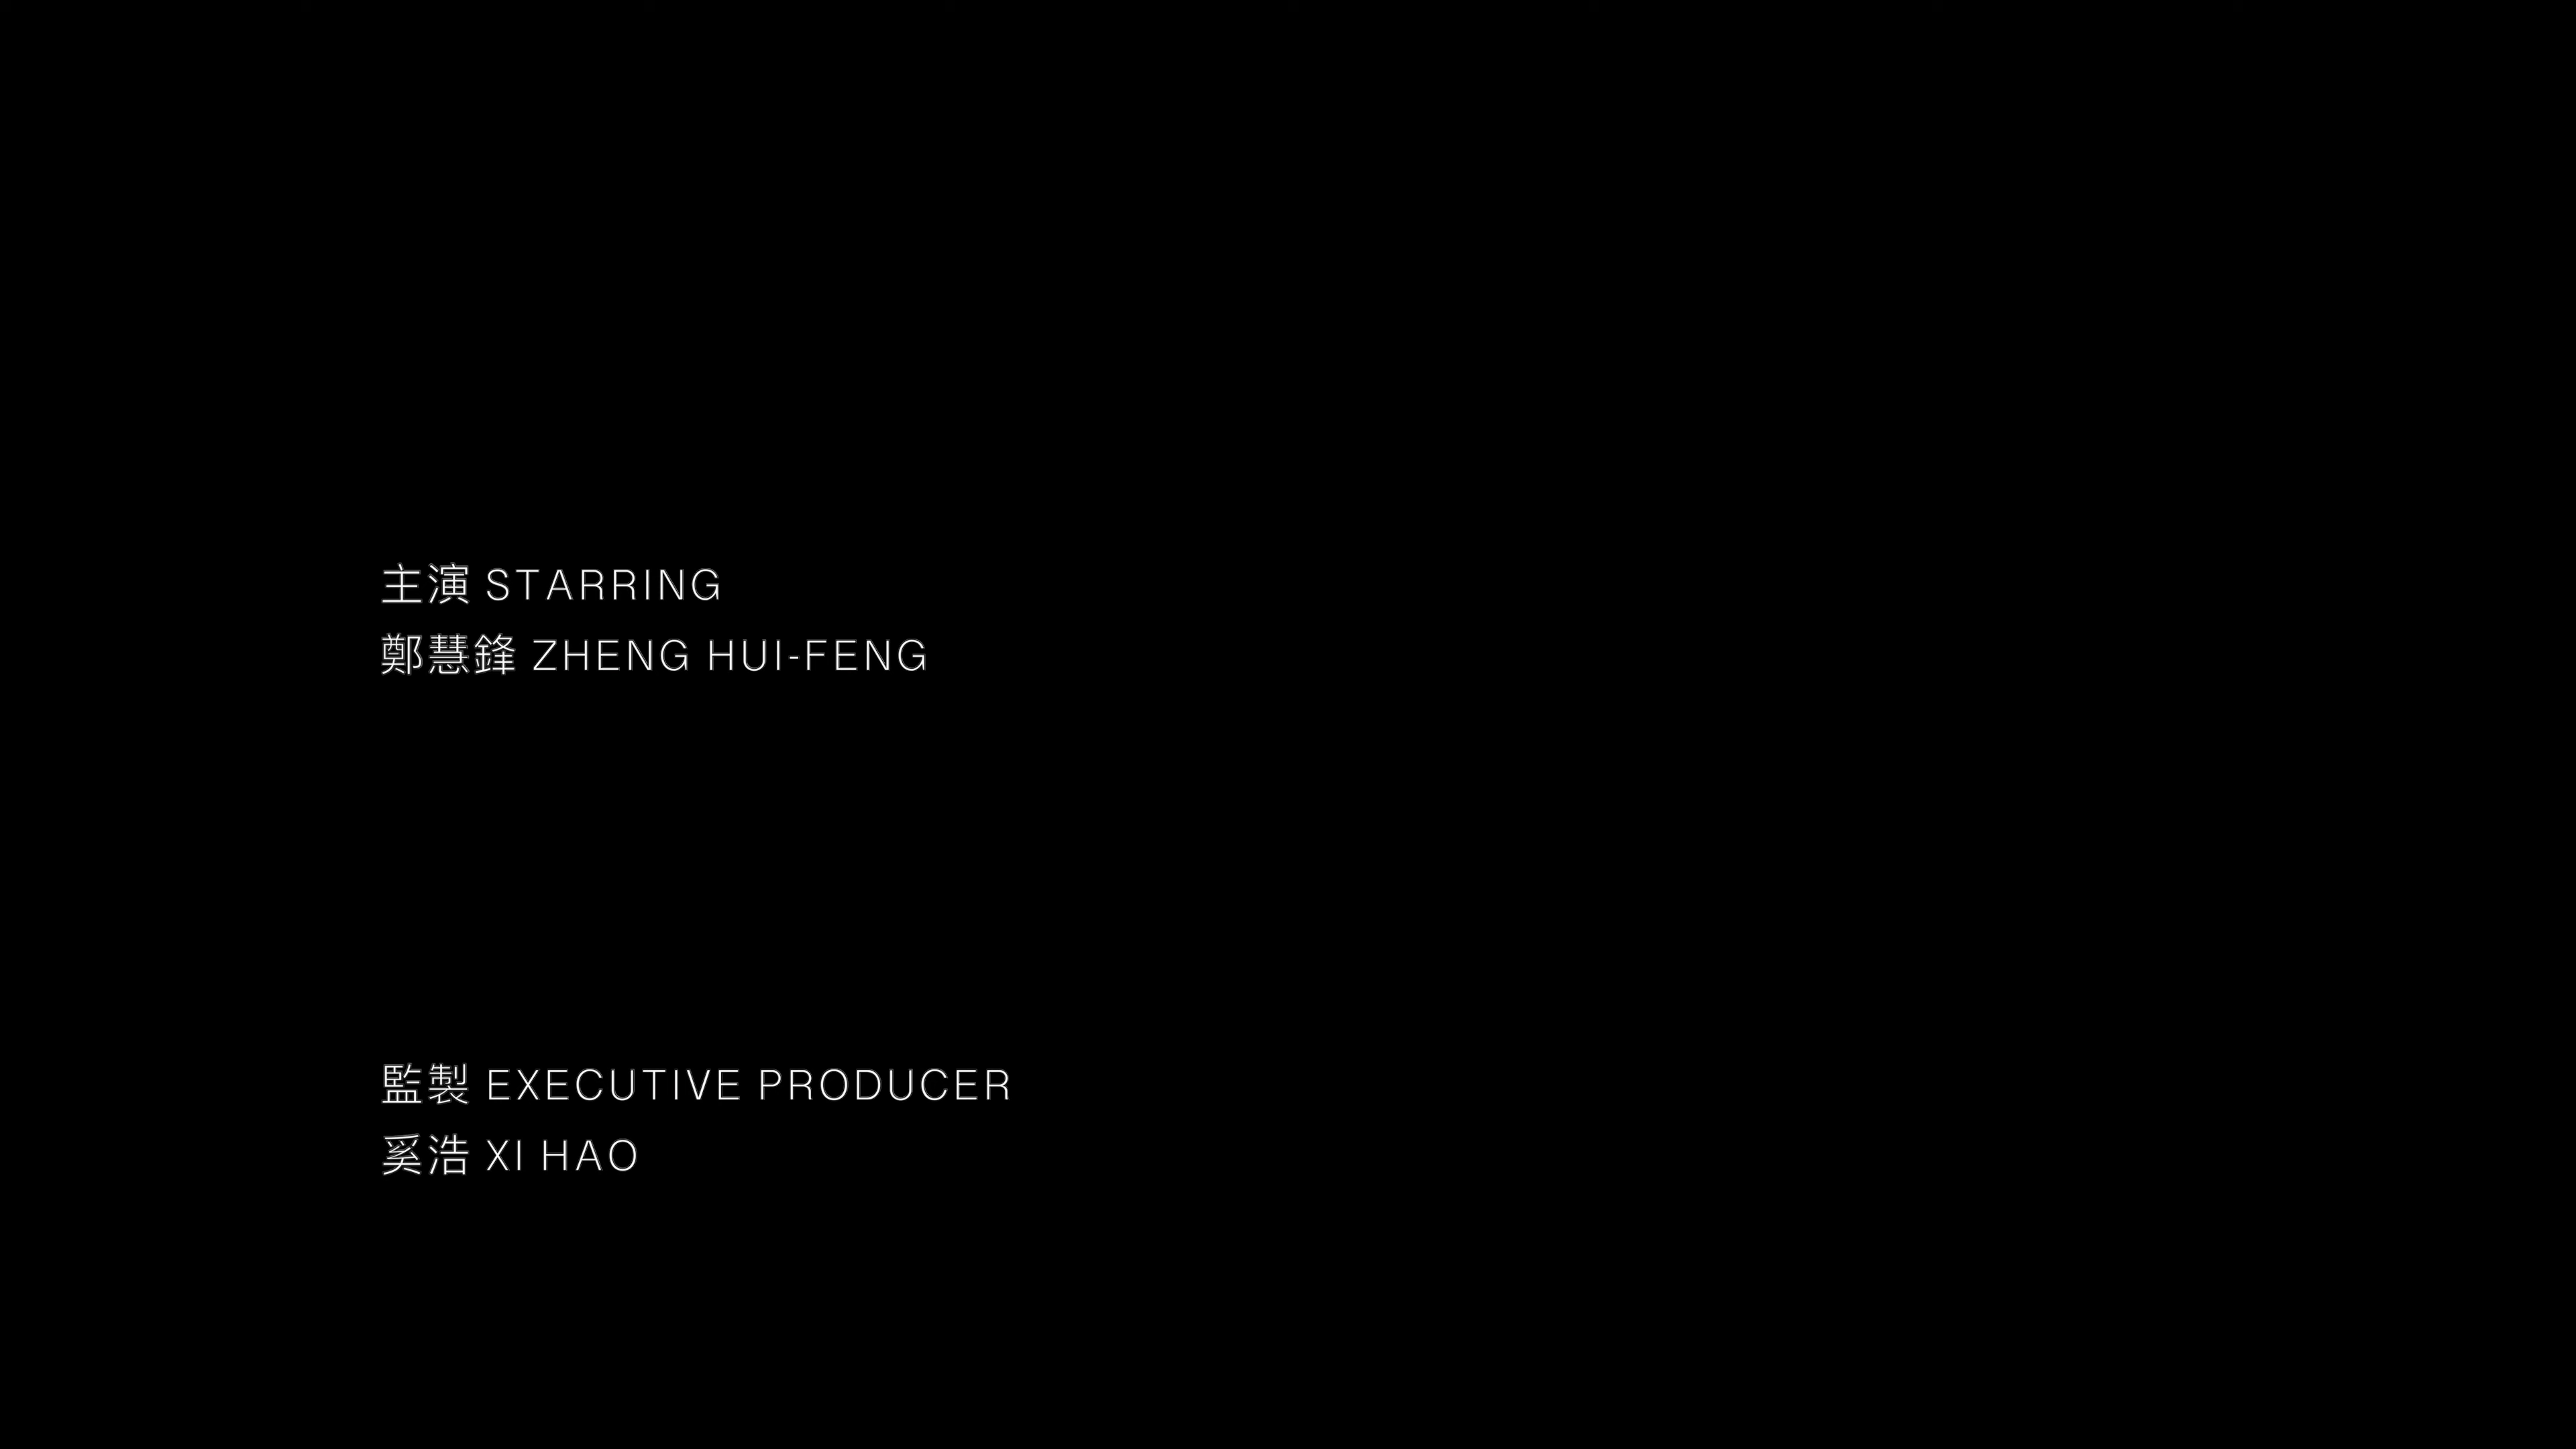 主演 STARRING
鄭慧鋒 ZHENG HUI-FENG
監製 EXECUTIVE PRODUCER
奚浩 XI HAO